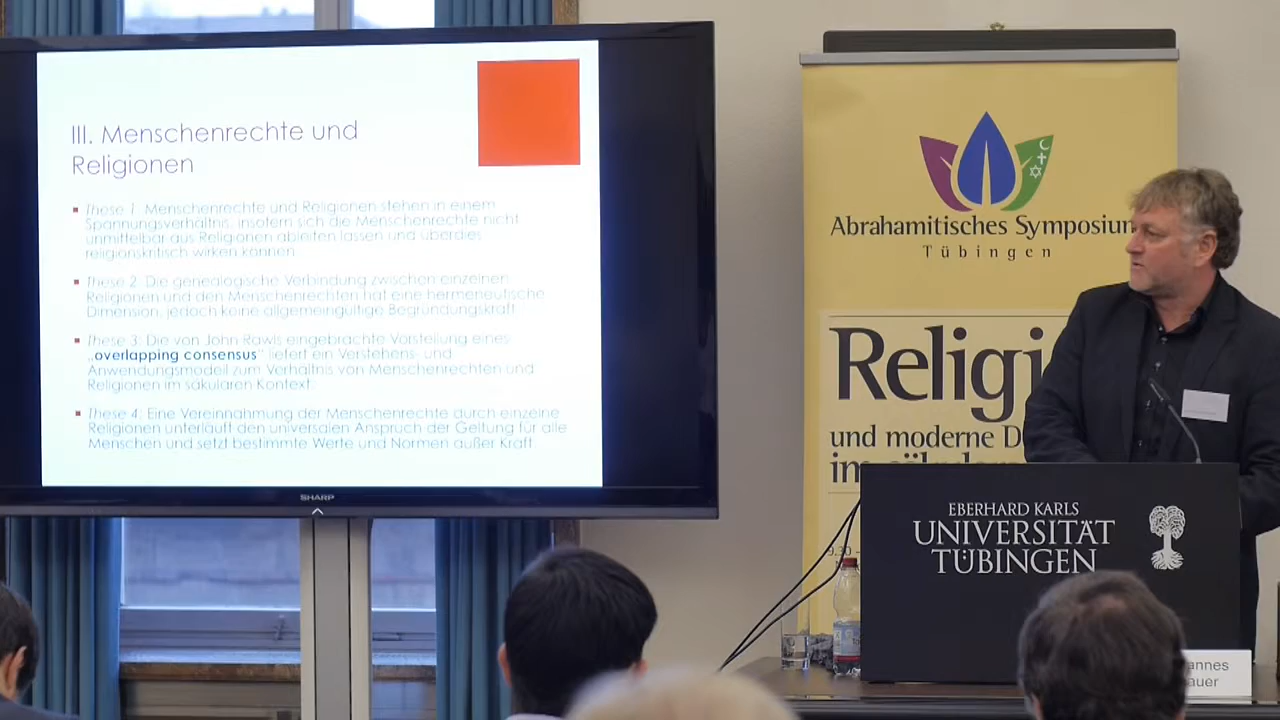 III. Menschenrechte und
Religionen
These 1: Menschenrechte und Religionen stehen in einem
Spannungsverhältnis, insofern sich die Menschenrechte nicht
unmittelbar aus Religionen ableiten lassen und überdies
religionskritisch wirken können.
These 2: Die genealogische Verbindung zwischen einzelnen
Religionen und den Menschenrechten hat eine hermeneutische
Dimension, jedoch keine allgemeingültige Begründungskraft.
These 3: Die von John Rawls eingebrachte Vorstellung eines
„overlapping consensus“ liefert ein Verstehens- und
Anwendungsmodell zum Verhältnis von Menschenrechten und
Religionen im säkularen Kontext.
These 4: Eine Vereinnahmung der Menschenrechte durch einzelne
Religionen unterläuft den universalen Anspruch der Geltung für alle
Menschen und setzt bestimmte Werte und Normen außer Kraft.
SHARP
Abrahamitisches Symposium
Tübingen
Religi
und moderne D
im säkularen
9.30 -
EBERHARD KARLS
UNIVERSITÄT
TÜBINGEN
annes
auer